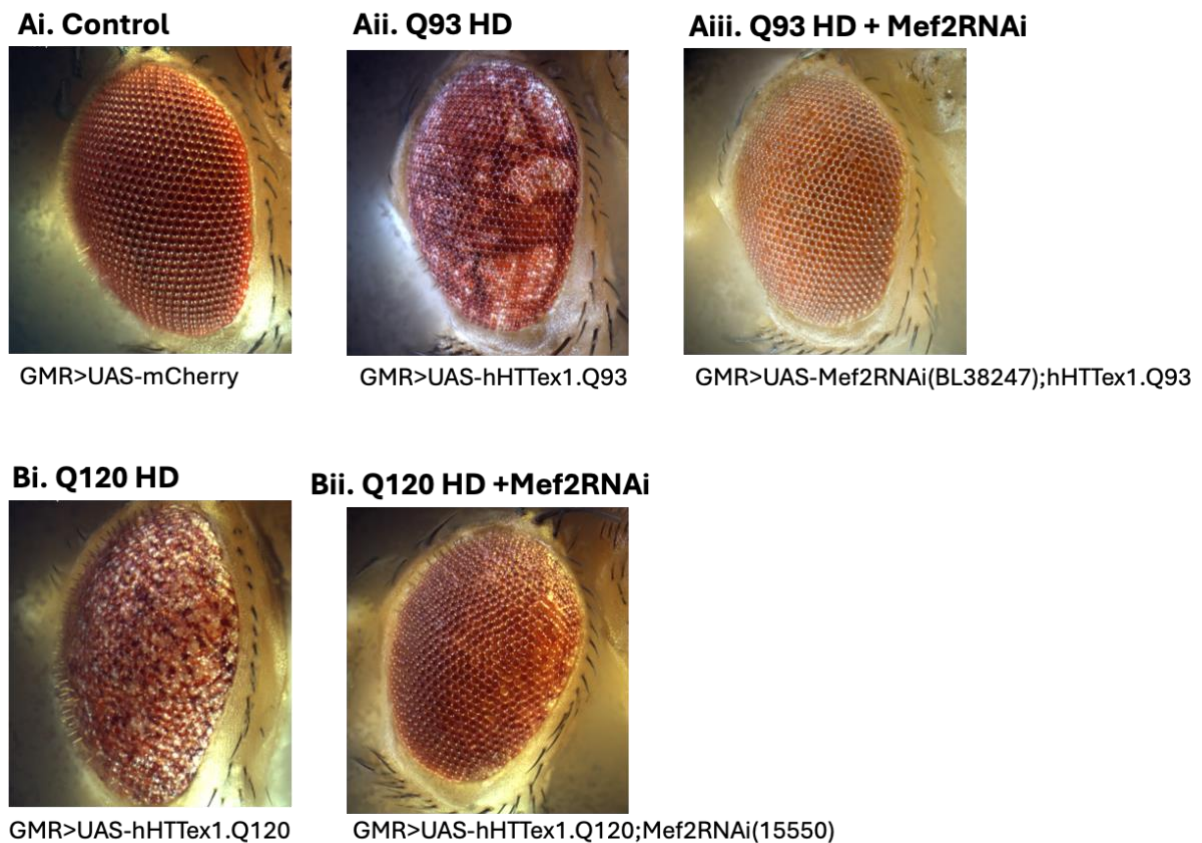 Ai. Control
Aii. Q93 HD
Aiii. Q93 HD + Mef2RNAi
GMR>UAS-mCherry
GMR>UAS-hHTTex1.Q93
GMR>UAS-Mef2RNAi(BL38247);hHTTex1.Q93
Bi. Q120 HD
Bii. Q120 HD +Mef2RNAi
GMR>UAS-hHTTex1.Q120
GMR>UAS-hHTTex1.Q120;Mef2RNAi(15550)